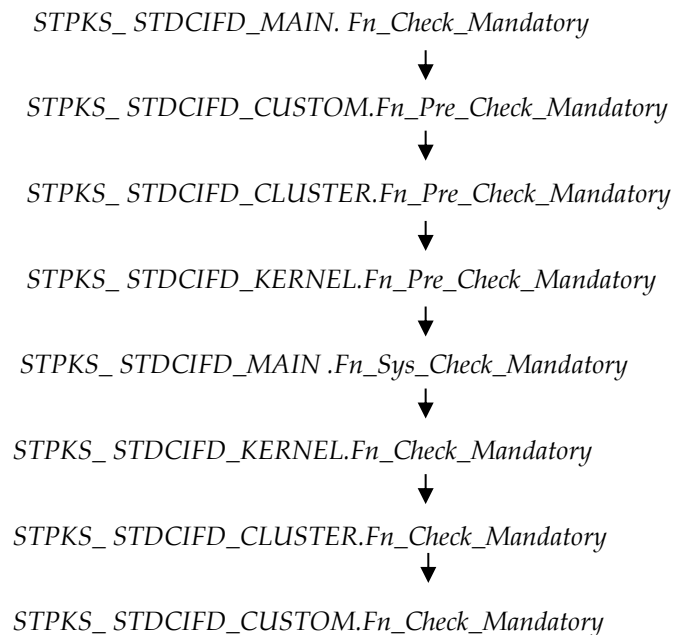 STPKS_ STDCIFD_MAIN. Fn_Check_Mandatory
STPKS_ STDCIFD_CUSTOM.Fn_Pre_Check_Mandatory
STPKS_ STDCIFD_CLUSTER.Fn_Pre_Check_Mandatory
STPKS_ STDCIFD_KERNEL.Fn_Pre_Check_Mandatory
STPKS_ STDCIFD_MAIN .Fn_Sys_Check_Mandatory
STPKS_ STDCIFD_KERNEL.Fn_Check_Mandatory
STPKS_ STDCIFD_CLUSTER.Fn_Check_Mandatory
STPKS_ STDCIFD_CUSTOM.Fn_Check_Mandatory